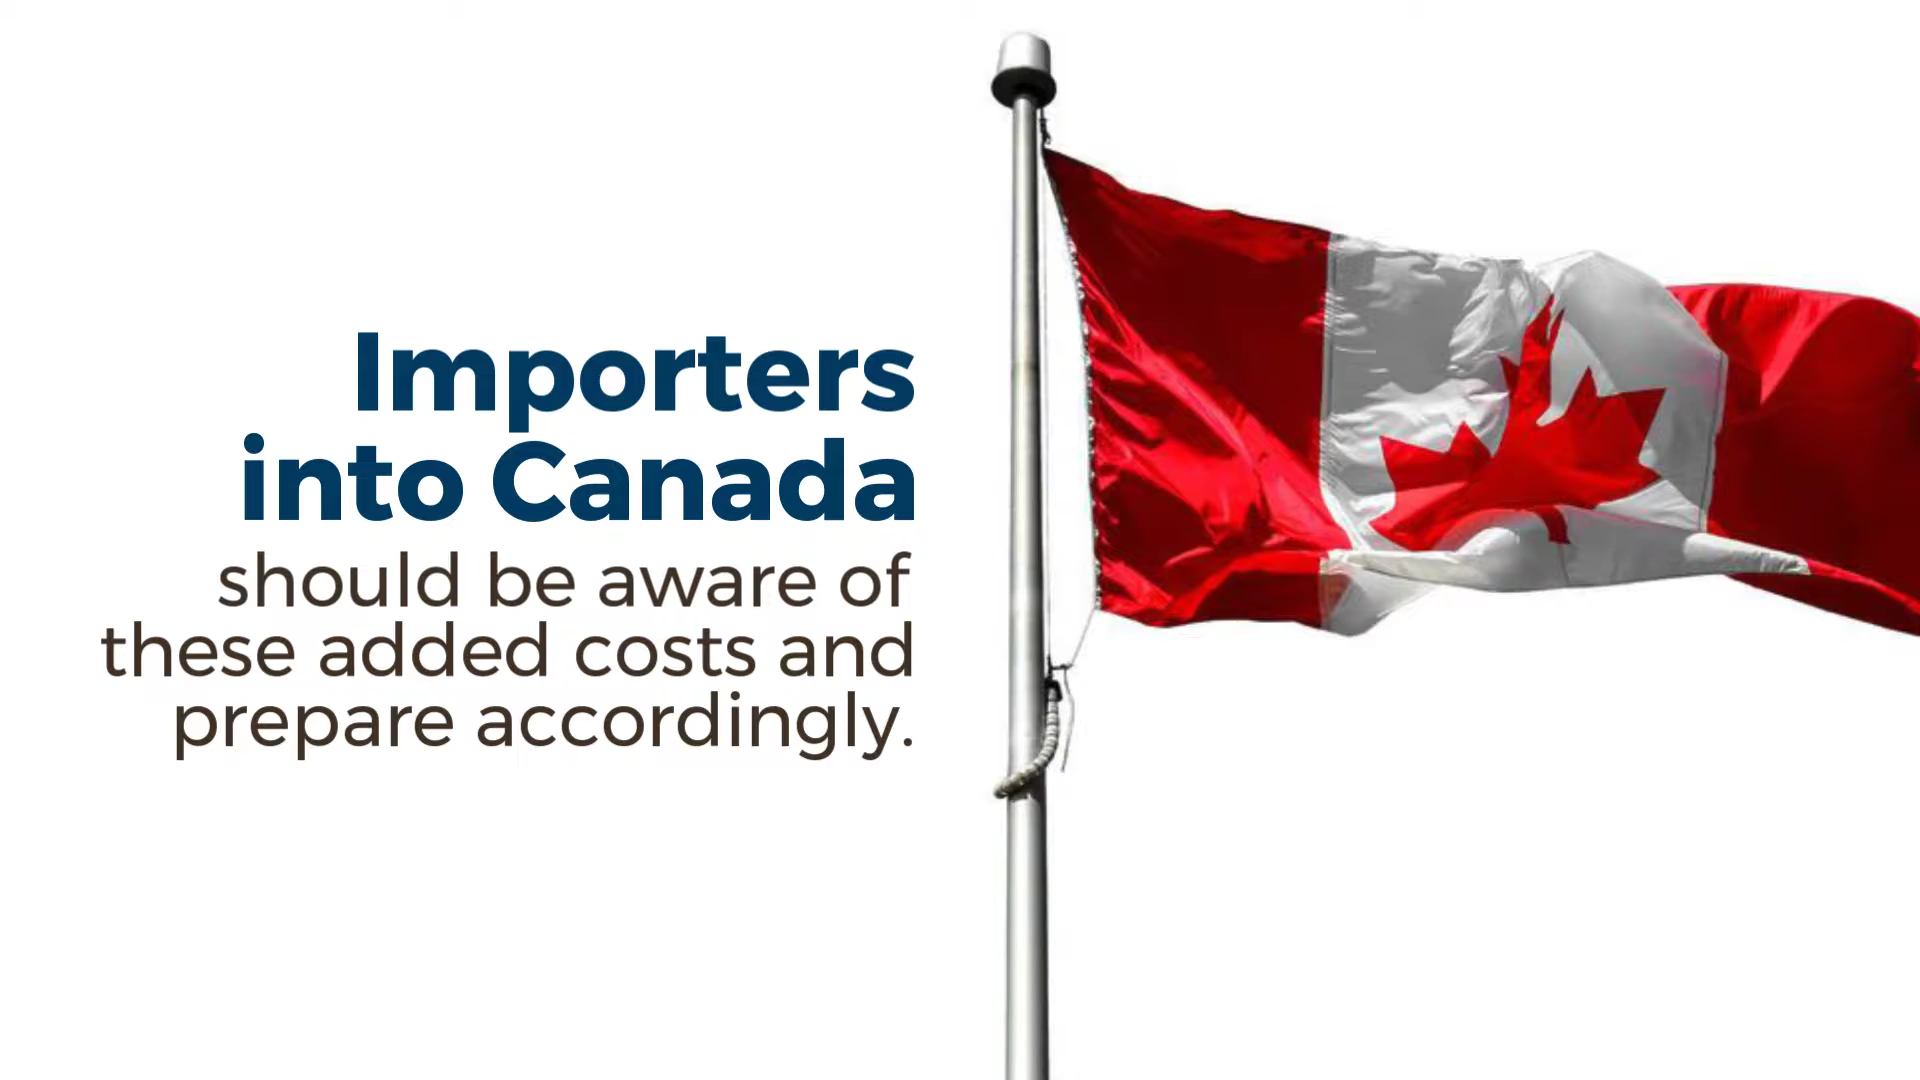 Importers
into Canada
should be aware of
these added costs and
prepare accordingly.